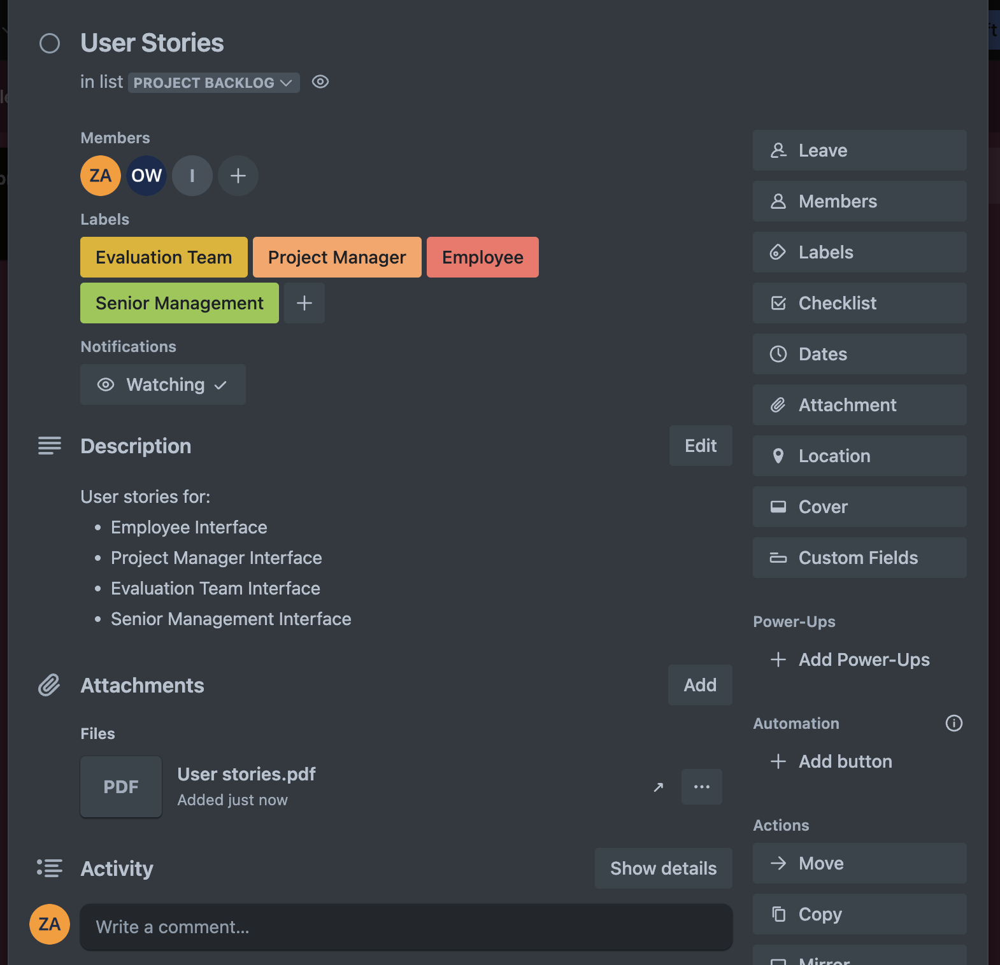 User Stories
in list PROJECT BACKLOG
Members
ZA OW I
Labels
Evaluation Team Project Manager Employee
Senior Management
Notifications
Watching
Description Edit
User stories for:
• Employee Interface
• Project Manager Interface
• Evaluation Team Interface
• Senior Management Interface
Attachments Add
Files
PDF User stories.pdf
Added just now
Activity Show details
ZA Write a comment...
Leave
Members
Labels
Checklist
Dates
Attachment
Location
Cover
Custom Fields
Power-Ups
Add Power-Ups
Automation
Add button
Actions
Move
Copy
Mirror